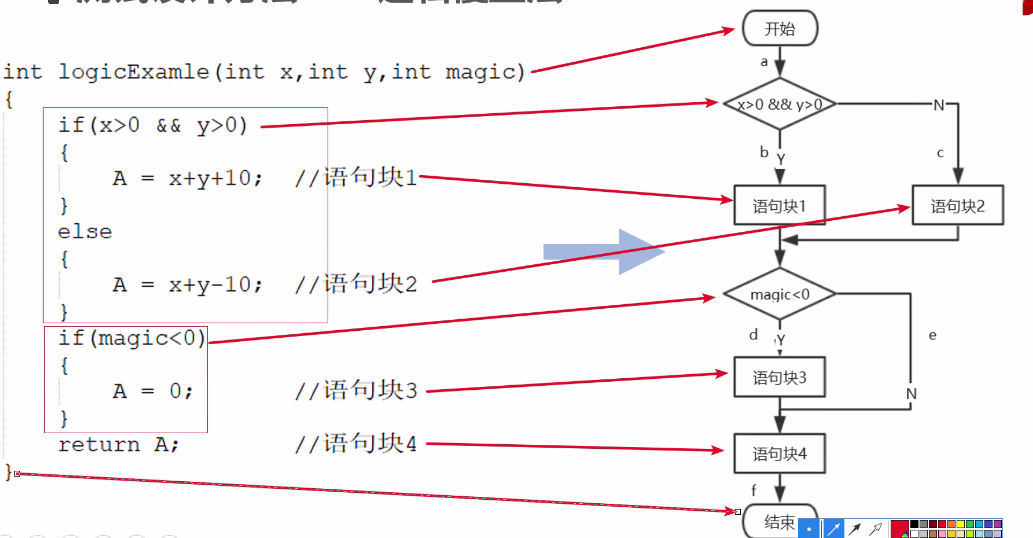 int logicExamle(int x,int y,int magic)
{
if(x>0 && y>0)
{
A = x+y+10; //语句块1
}
else
{
A = x+y-10; //语句块2
}
if(magic<0)
{
A = 0; //语句块3
}
return A; //语句块4
}
开始
a
x>0 && y>0
N
b
Y
c
语句块1
语句块2
magic<0
d
Y
e
语句块3
N
语句块4
f
结束